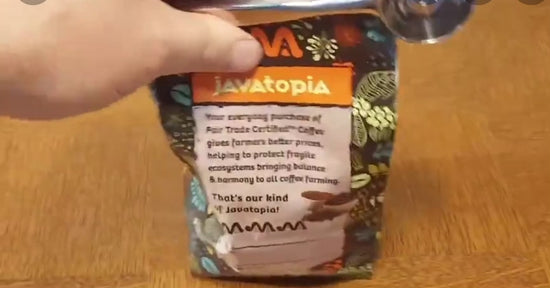 javatopia
Your everyday purchase of
Fair Trade Certified™ Coffee
gives farmers better prices,
helping to protect fragile
ecosystems bringing balance
& harmony to all coffee farming.
That's our kind
of Javatopia!